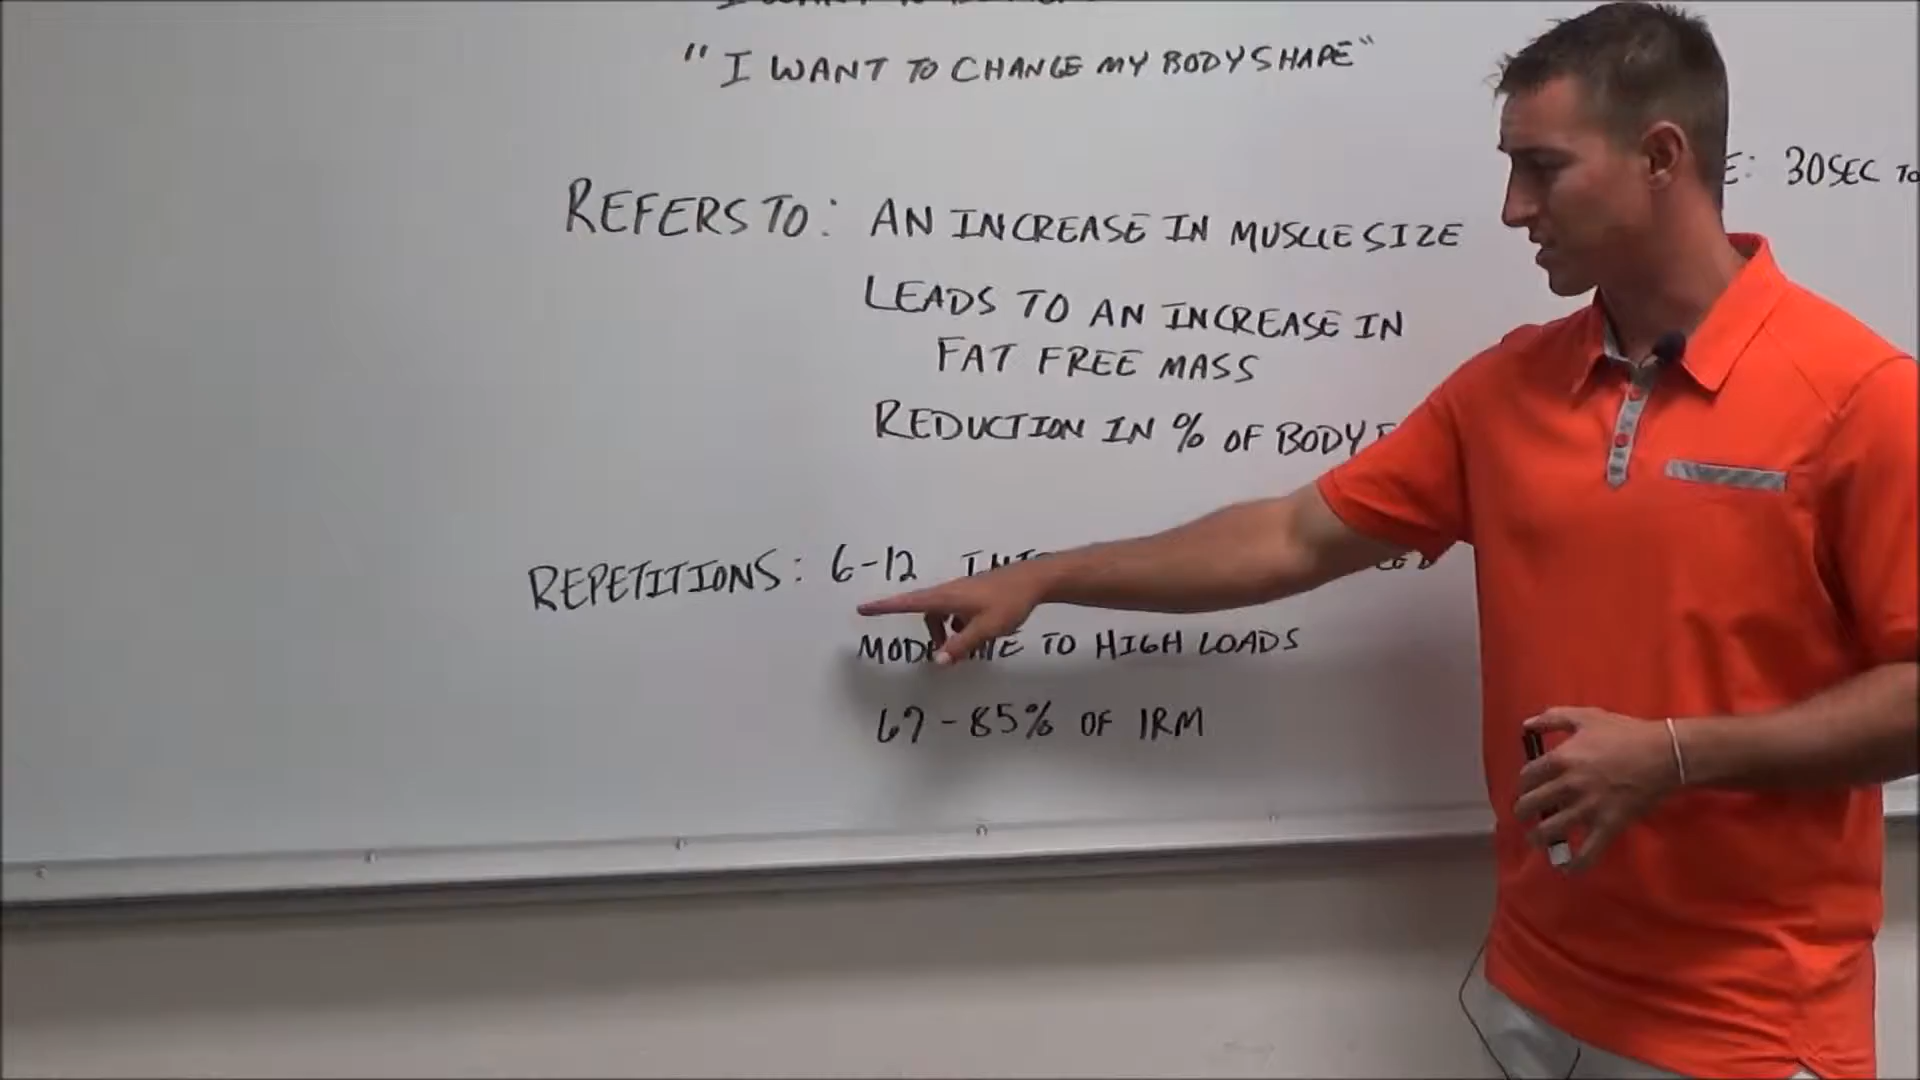 "I WANT TO CHANGE MY BODYSHAPE"
E: 30SEC TO
REFERS TO: AN INCREASE IN MUSCLE SIZE
LEADS TO AN INCREASE IN
FAT FREE MASS
REDUCTION IN % OF BODY
REPETITIONS: 6-12
TO HIGH LOADS
67-85% OF 1RM